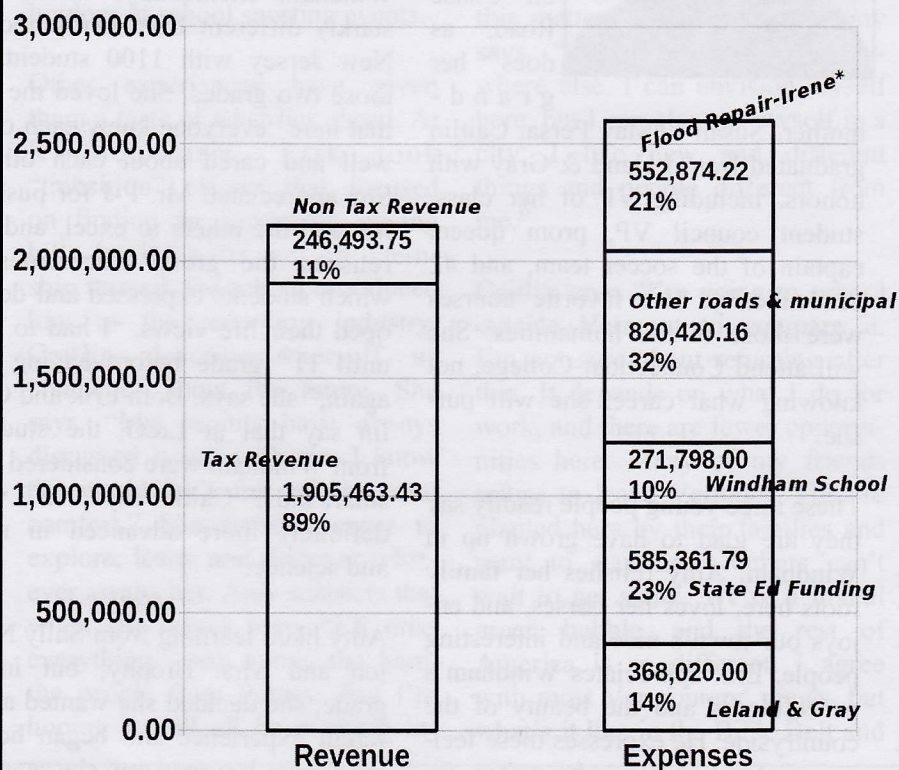 3,000,000.00
2,500,000.00
2,000,000.00
1,500,000.00
1,000,000.00
500,000.00
0.00
Non Tax Revenue
246,493.75
11%
Tax Revenue
1,905,463.43
89%
Revenue
Flood Repair-Irene*
552,874.22
21%
Other roads & municipal
820,420.16
32%
271,798.00
10% Windham School
585,361.79
23% State Ed Funding
368,020.00
14% Leland & Gray
Expenses